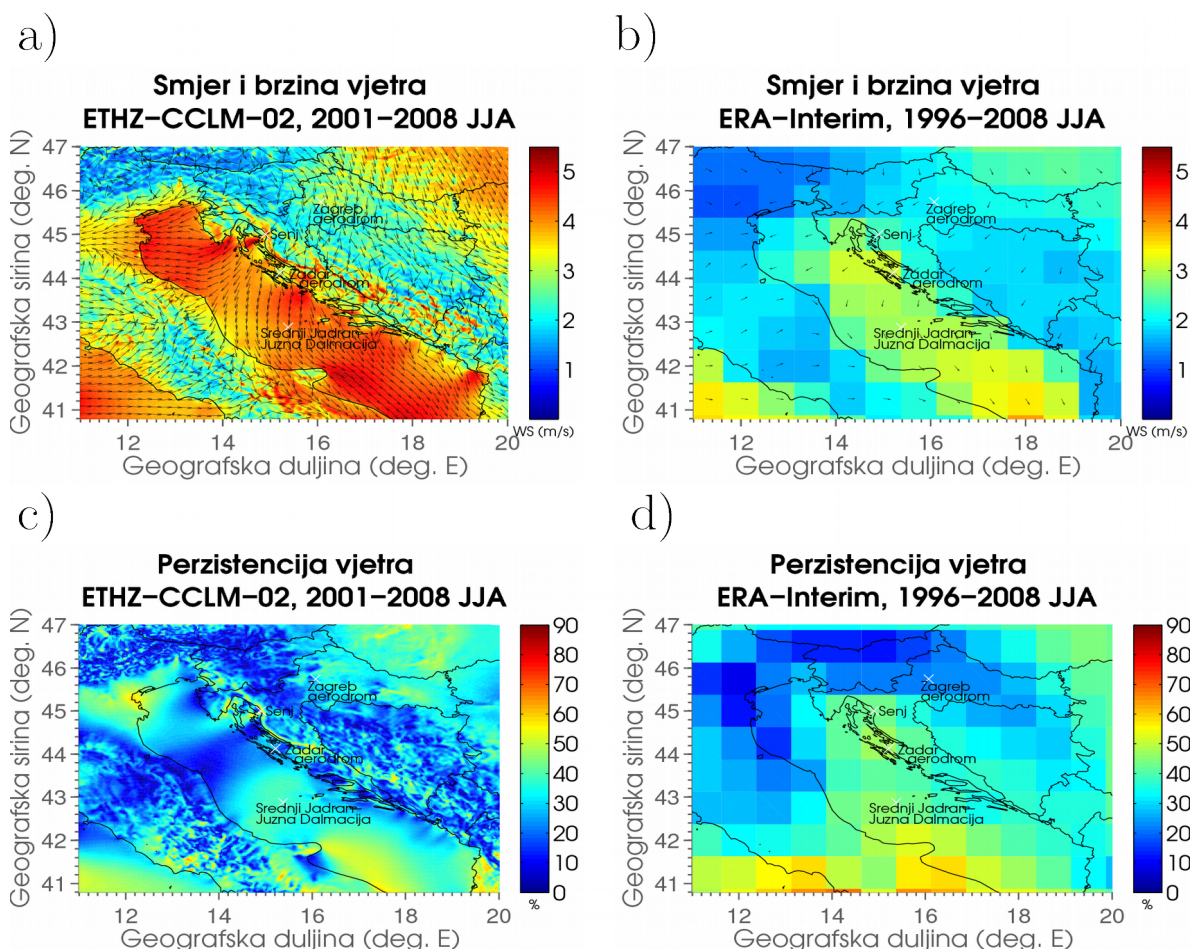 a)
Smjer i brzina vjetra
ETHZ–CCLM–02, 2001–2008 JJA
Geografska sirina (deg. N)
47
46
45
44
43
42
41
12
14
16
18
20
Geografska duljina (deg. E)
Zagreb
aerodrom
Senj
Zadar
aerodrom
Srednji Jadran–
Juzna Dalmacija
5
4
3
2
1
WS (m/s)
b)
Smjer i brzina vjetra
ERA–Interim, 1996–2008 JJA
Geografska sirina (deg. N)
47
46
45
44
43
42
41
12
14
16
18
20
Geografska duljina (deg. E)
Zagreb
aerodrom
Senj
Zadar
aerodrom
Srednji Jadran–
Juzna Dalmacija
5
4
3
2
1
WS (m/s)
c)
Perzistencija vjetra
ETHZ–CCLM–02, 2001–2008 JJA
Geografska sirina (deg. N)
47
46
45
44
43
42
41
12
14
16
18
20
Geografska duljina (deg. E)
Zagreb
aerodrom
Senj
Zadar
aerodrom
Srednji Jadran–
Juzna Dalmacija
90
80
70
60
50
40
30
20
10
0
%
d)
Perzistencija vjetra
ERA–Interim, 1996–2008 JJA
Geografska sirina (deg. N)
47
46
45
44
43
42
41
12
14
16
18
20
Geografska duljina (deg. E)
Zagreb
aerodrom
Senj
Zadar
aerodrom
Srednji Jadran–
Juzna Dalmacija
90
80
70
60
50
40
30
20
10
0
%